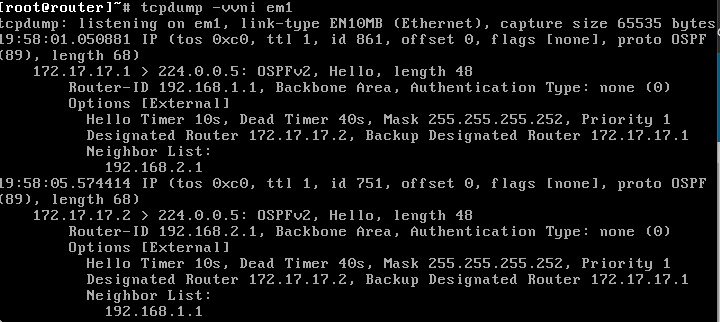 [root@router]~# tcpdump -vvni em1
tcpdump: listening on em1, link-type EN10MB (Ethernet), capture size 65535 bytes
19:58:01.050881 IP (tos 0xc0, ttl 1, id 861, offset 0, flags [none], proto OSPF
(89), length 68)
    172.17.17.1 > 224.0.0.5: OSPFv2, Hello, length 48
        Router-ID 192.168.1.1, Backbone Area, Authentication Type: none (0)
        Options [External]
          Hello Timer 10s, Dead Timer 40s, Mask 255.255.255.252, Priority 1
          Designated Router 172.17.17.2, Backup Designated Router 172.17.17.1
          Neighbor List:
            192.168.2.1
19:58:05.574414 IP (tos 0xc0, ttl 1, id 751, offset 0, flags [none], proto OSPF
(89), length 68)
    172.17.17.2 > 224.0.0.5: OSPFv2, Hello, length 48
        Router-ID 192.168.2.1, Backbone Area, Authentication Type: none (0)
        Options [External]
          Hello Timer 10s, Dead Timer 40s, Mask 255.255.255.252, Priority 1
          Designated Router 172.17.17.2, Backup Designated Router 172.17.17.1
          Neighbor List:
            192.168.1.1